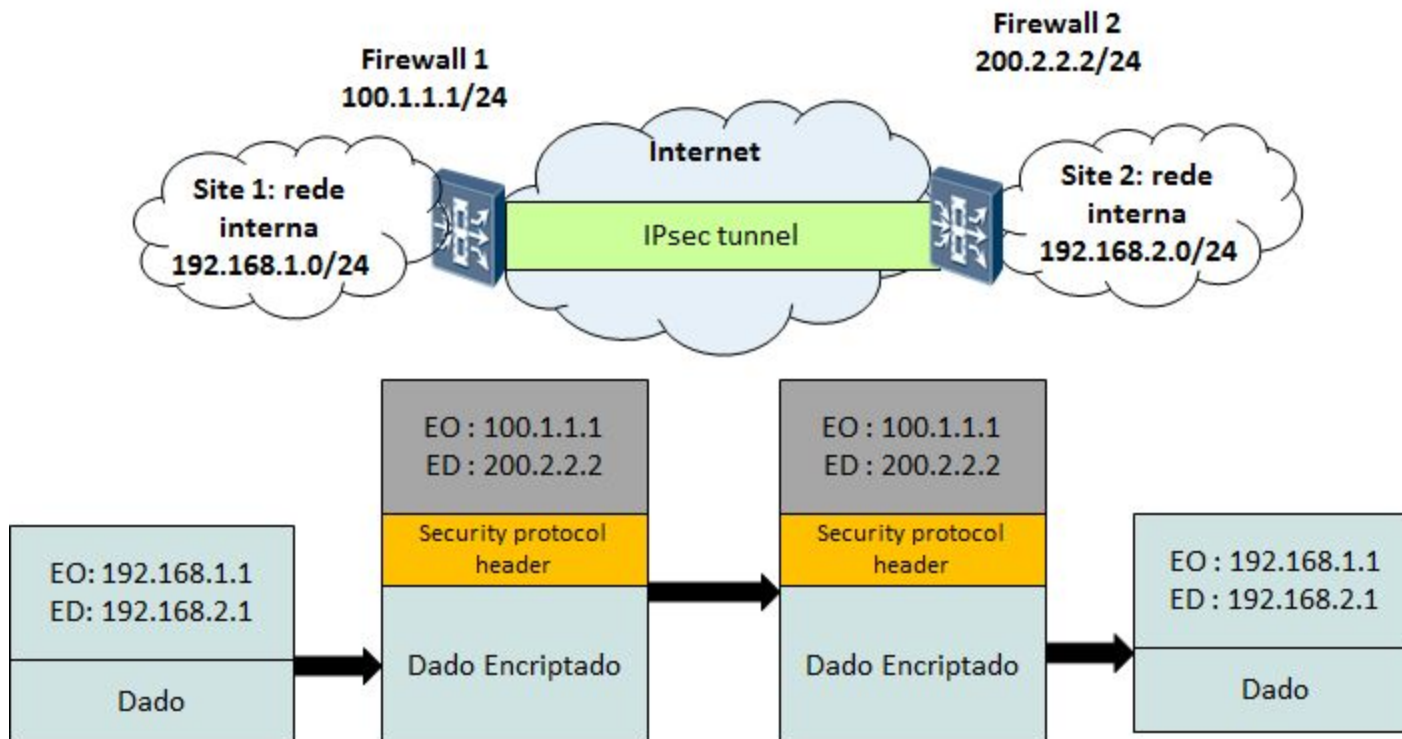 Firewall 1
100.1.1.1/24
Firewall 2
200.2.2.2/24
Site 1: rede
interna
192.168.1.0/24
Internet
IPsec tunnel
Site 2: rede
interna
192.168.2.0/24
EO: 192.168.1.1
ED: 192.168.2.1
Dado
EO : 100.1.1.1
ED : 200.2.2.2
Security protocol
header
Dado Encriptado
EO : 100.1.1.1
ED : 200.2.2.2
Security protocol
header
Dado Encriptado
EO : 192.168.1.1
ED : 192.168.2.1
Dado